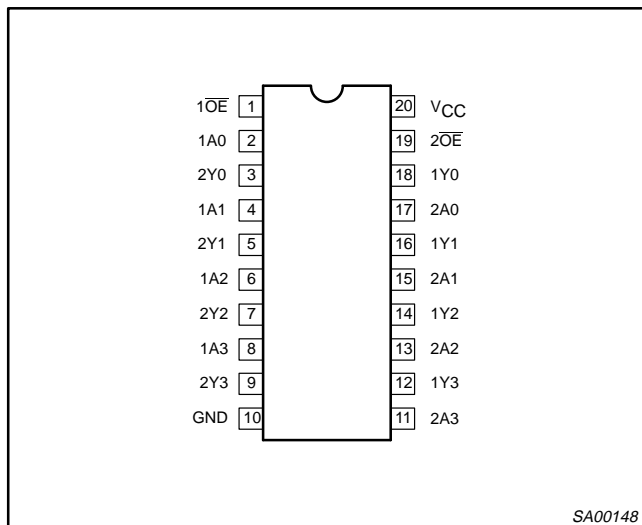 1O̅E̅ 1 20 VCC
1A0 2 19 2O̅E̅
2Y0 3 18 1Y0
1A1 4 17 2A0
2Y1 5 16 1Y1
1A2 6 15 2A1
2Y2 7 14 1Y2
1A3 8 13 2A2
2Y3 9 12 1Y3
GND 10 11 2A3
SA00148